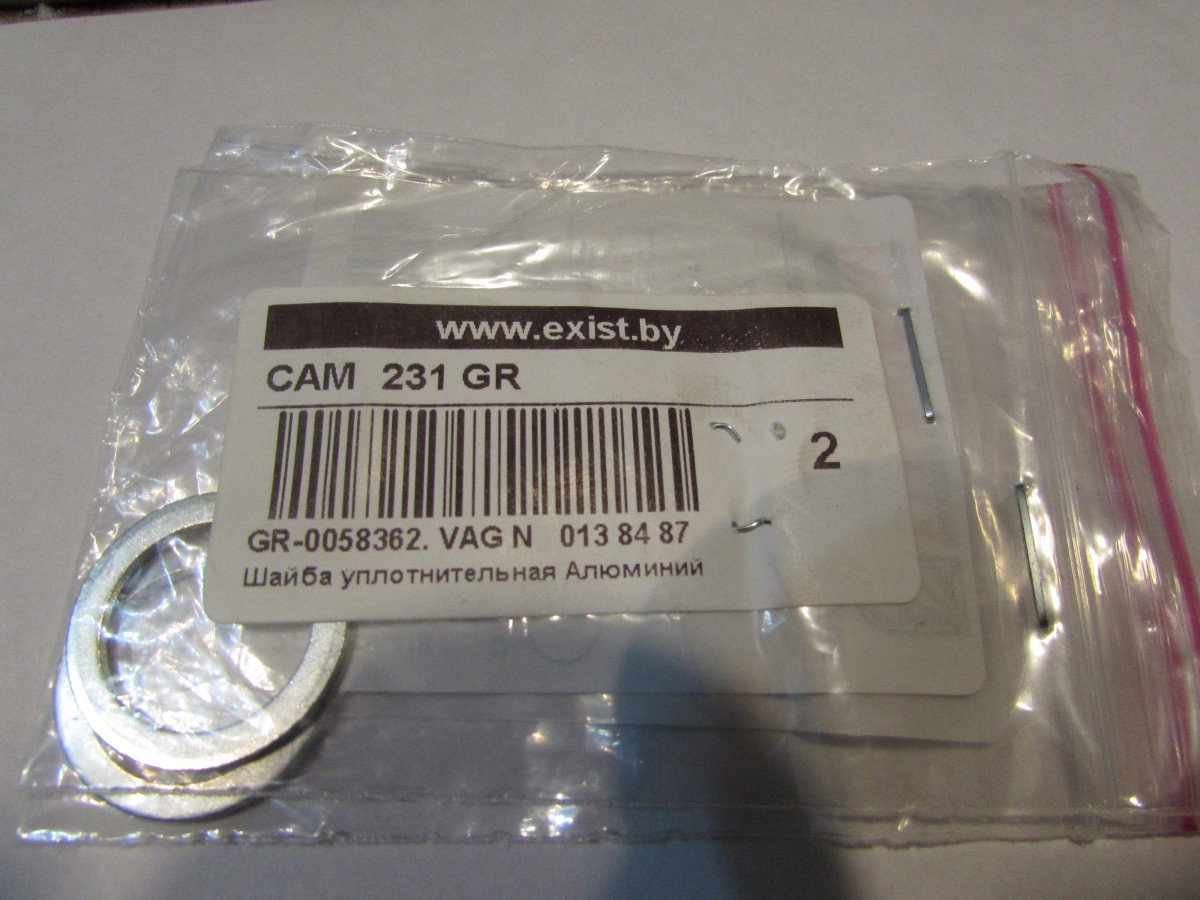 www.exist.by
CAM 231 GR
2
GR-0058362. VAG N 013 84 87
Шайба уплотнительная Алюминий